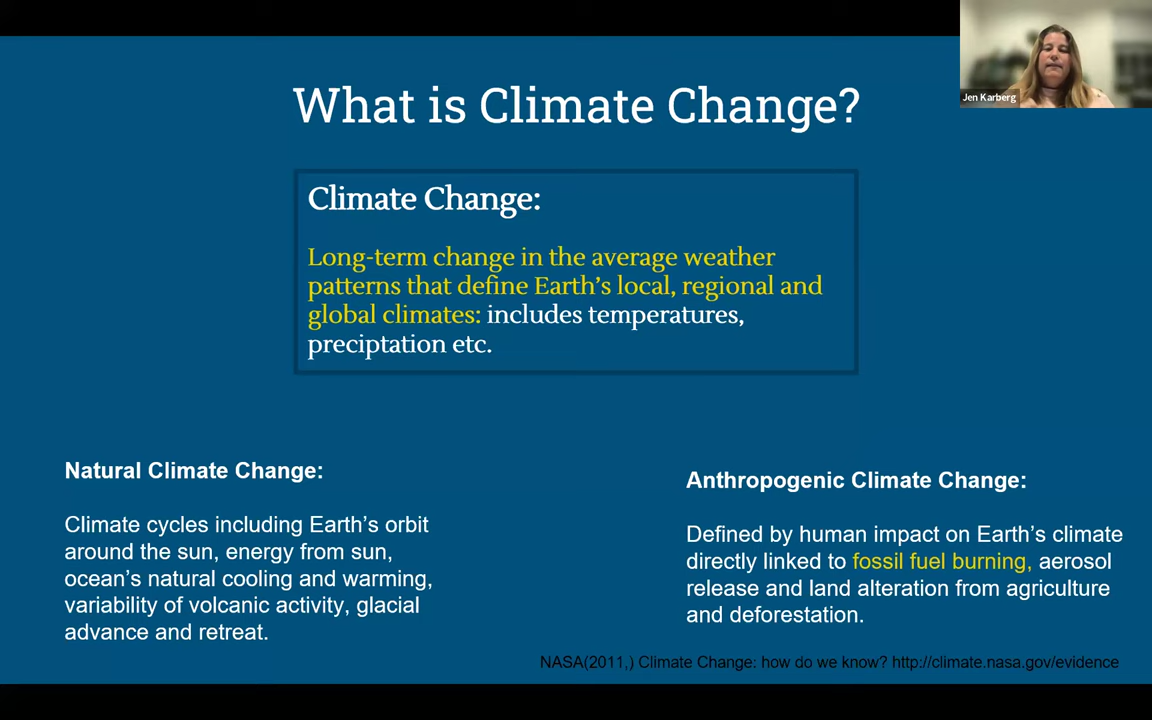 Jen Karberg
What is Climate Change?
Climate Change:
Long-term change in the average weather
patterns that define Earth's local, regional and
global climates: includes temperatures,
preciptation etc.
Natural Climate Change:
Climate cycles including Earth's orbit
around the sun, energy from sun,
ocean's natural cooling and warming,
variability of volcanic activity, glacial
advance and retreat.
Anthropogenic Climate Change:
Defined by human impact on Earth's climate
directly linked to fossil fuel burning, aerosol
release and land alteration from agriculture
and deforestation.
NASA(2011,) Climate Change: how do we know? http://climate.nasa.gov/evidence